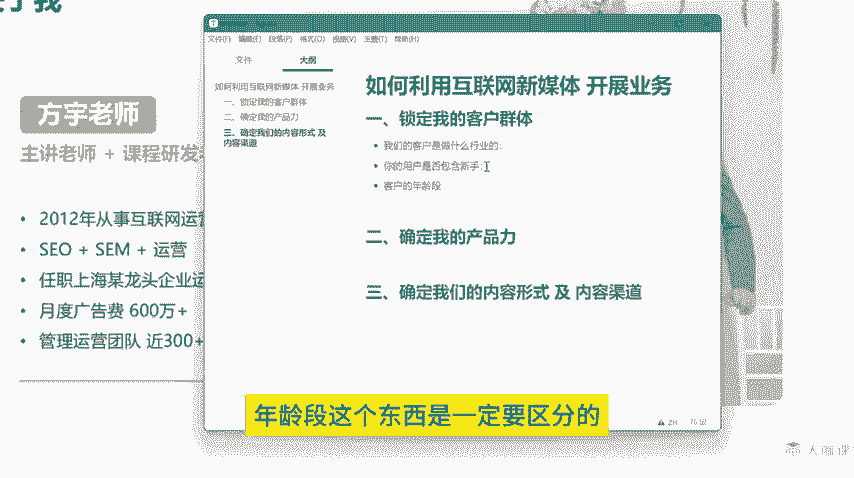 了我
方宇老师
主讲老师 + 课程研发
• 2012年从事互联网运营
• SEO + SEM + 运营
• 任职上海某龙头企业运
• 月度广告费 600万+
• 管理运营团队 近300+
文件(F) 编辑(E) 段落(P) 格式(O) 视图(V) 主题(T) 帮助(H)
文件 大纲
如何利用互联网新媒体 开展业务
一、锁定我的客户群体
二、确定我的产品力
三、确定我们的内容形式 及
内容渠道
如何利用互联网新媒体 开展业务
一、锁定我的客户群体
• 我们的客户是做什么行业的;
• 你的用户是否包含新手;
• 客户的年龄段
二、确定我的产品力
三、确定我们的内容形式 及 内容渠道
ZH
年龄段这个东西是一定要区分的